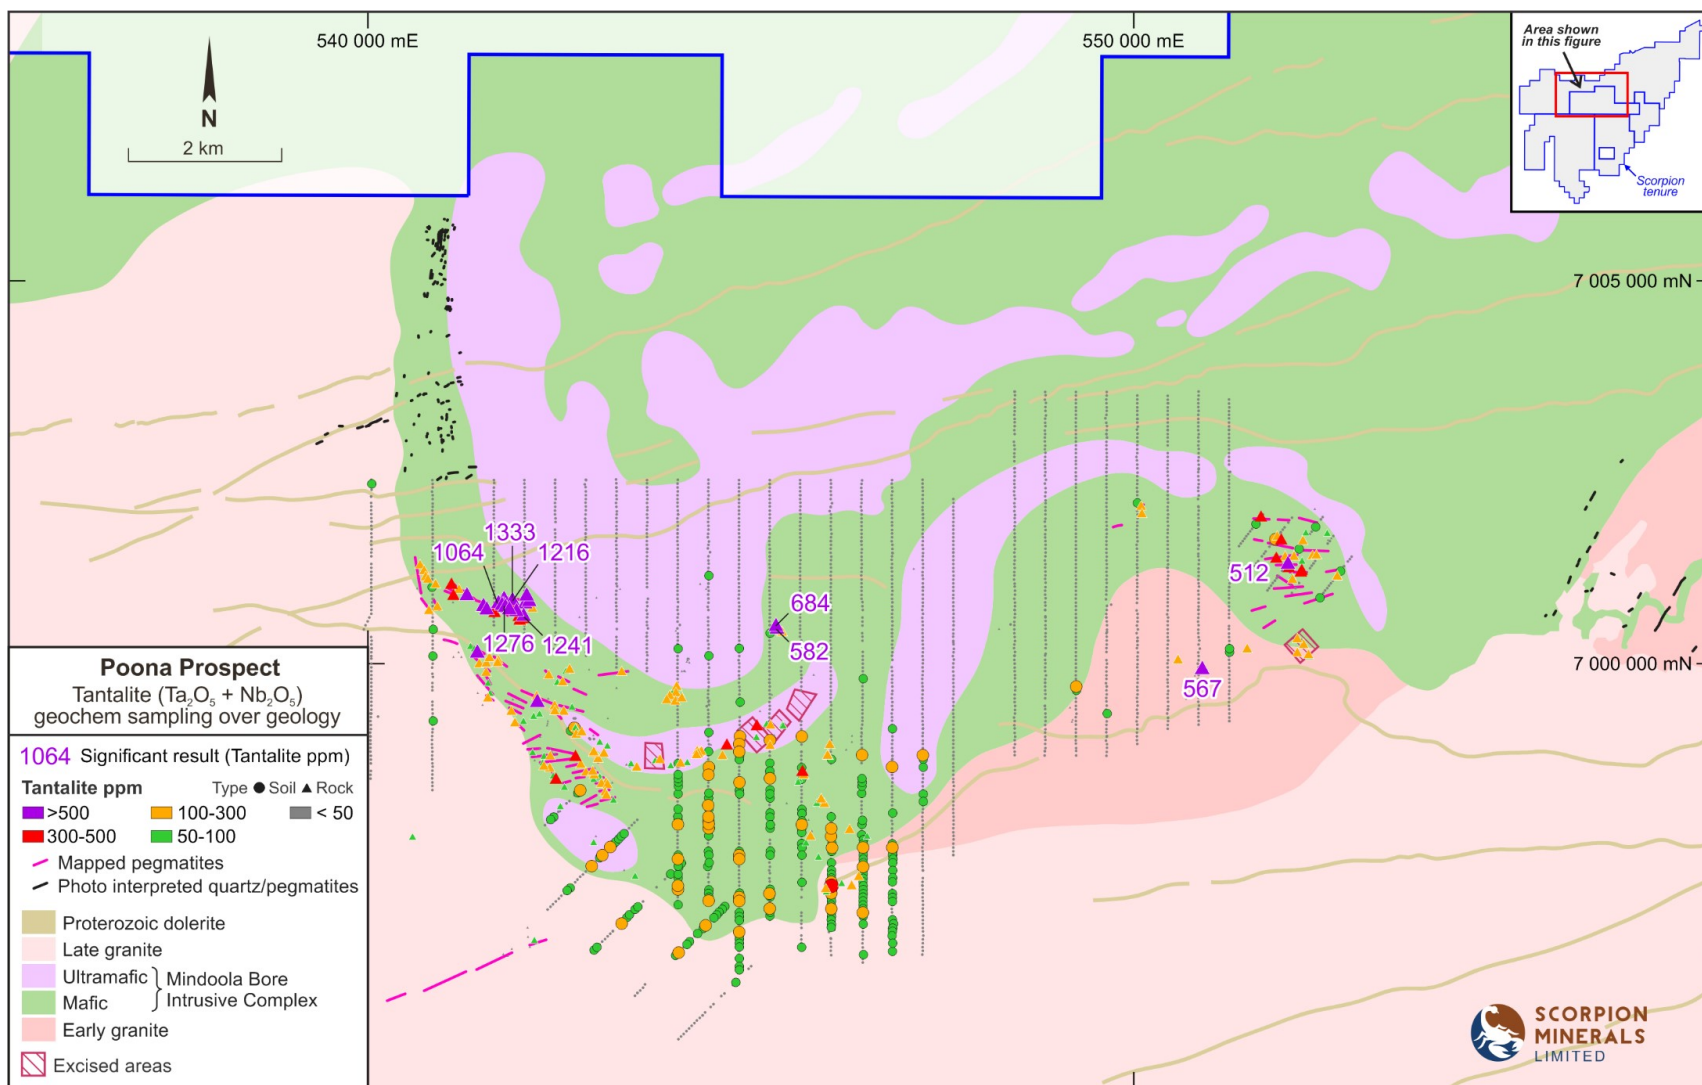 540 000 mE
550 000 mE
Area shown
in this figure
N
2 km
Scorpion
tenure
7 005 000 mN
1333
1064
1216
1276
1241
684
582
512
567
7 000 000 mN
Poona Prospect
Tantalite (Ta₂O₅ + Nb₂O₅)
geochem sampling over geology
1064 Significant result (Tantalite ppm)
Tantalite ppm Type Soil Rock
>500 100-300 < 50
300-500 50-100
Mapped pegmatites
Photo interpreted quartz/pegmatites
Proterozoic dolerite
Late granite
Ultramafic
Mafic
Mindoola Bore
Intrusive Complex
Early granite
Excised areas
SCORPION
MINERALS
LIMITED